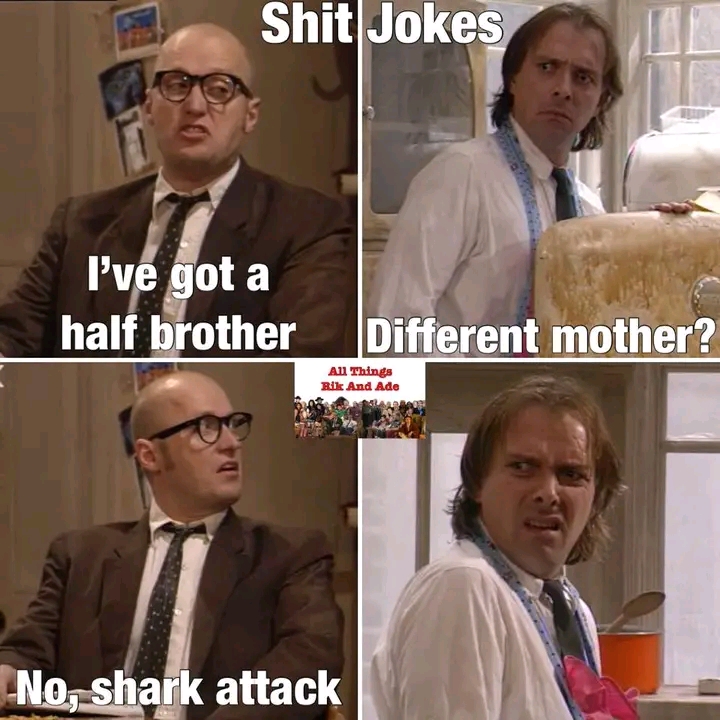 Shit Jokes
I've got a
half brother
Different mother?
All Things
Rik And Ade
No, shark attack